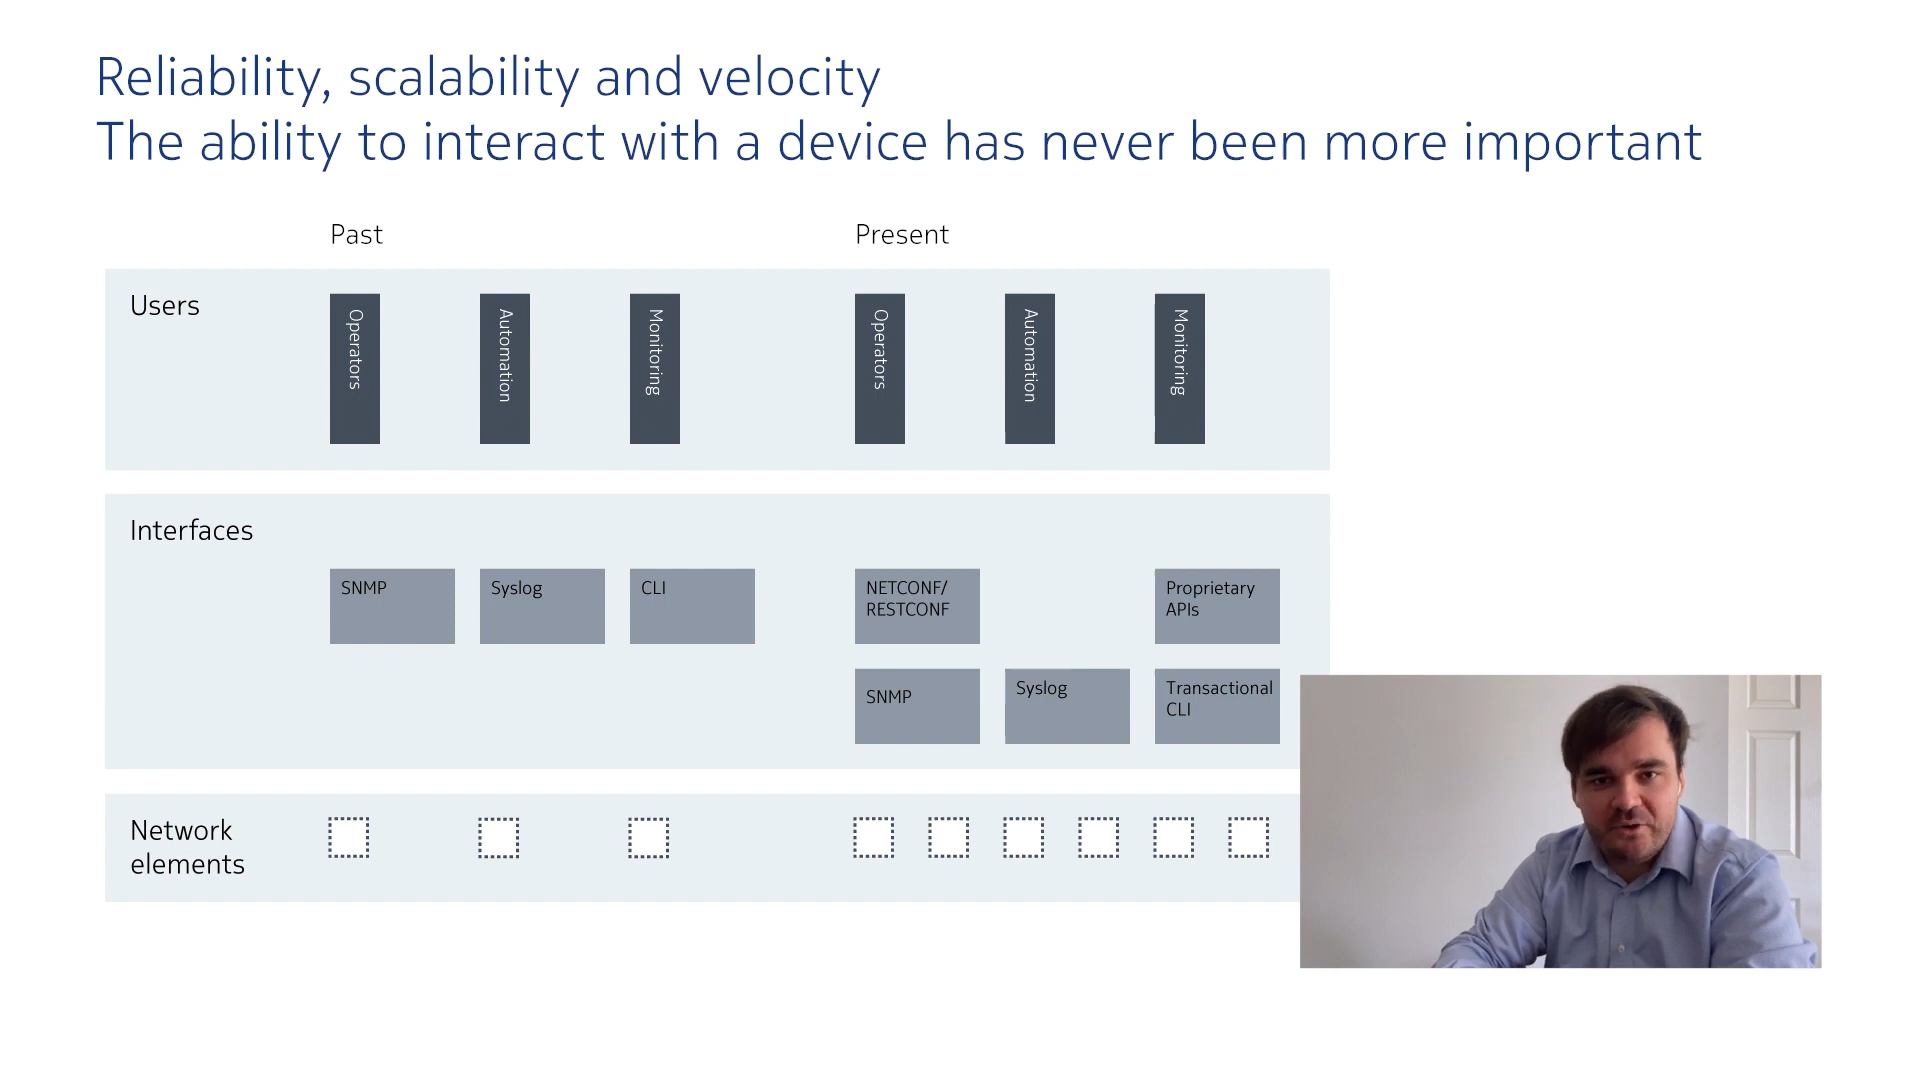 Reliability, scalability and velocity
The ability to interact with a device has never been more important
Past
Present
Users
Operators
Automation
Monitoring
Operators
Automation
Monitoring
Interfaces
SNMP
Syslog
CLI
NETCONF/
RESTCONF
Proprietary
APIs
SNMP
Syslog
Transactional
CLI
Network
elements